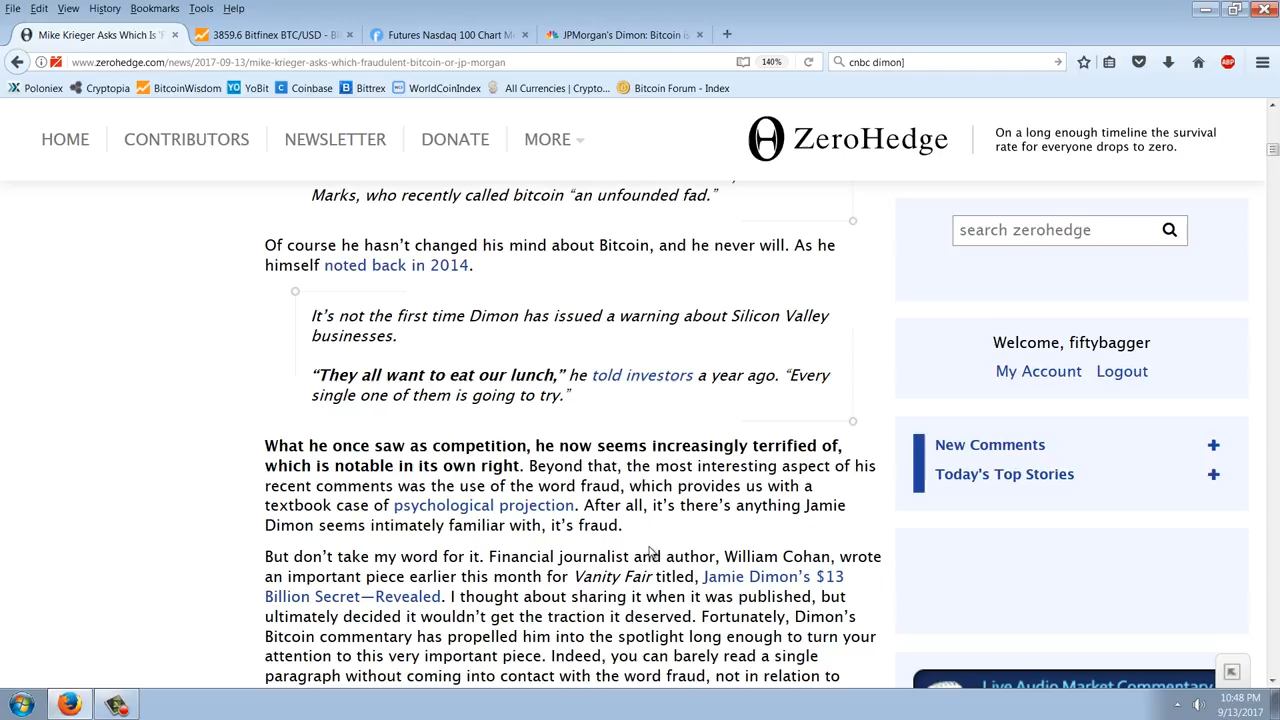 File Edit View History Bookmarks Tools Help
Mike Krieger Asks Which Is 'F
3859.6 Bitfinex BTC/USD - Bi
Futures Nasdaq 100 Chart M
JPMorgan's Dimon: Bitcoin is
www.zerohedge.com/news/2017-09-13/mike-krieger-asks-which-fraudulent-bitcoin-or-jp-morgan
140%
cnbc dimon]
ABP
Poloniex Cryptopia BitcoinWisdom YoBit Coinbase Bittrex WorldCoinIndex All Currencies | Crypto... Bitcoin Forum - Index
HOME CONTRIBUTORS NEWSLETTER DONATE MORE
ZeroHedge
On a long enough timeline the survival
rate for everyone drops to zero.
Marks, who recently called bitcoin “an unfounded fad.”
Of course he hasn’t changed his mind about Bitcoin, and he never will. As he
himself noted back in 2014.
It’s not the first time Dimon has issued a warning about Silicon Valley
businesses.
“They all want to eat our lunch,” he told investors a year ago. “Every
single one of them is going to try.”
What he once saw as competition, he now seems increasingly terrified of,
which is notable in its own right. Beyond that, the most interesting aspect of his
recent comments was the use of the word fraud, which provides us with a
textbook case of psychological projection. After all, it’s there’s anything Jamie
Dimon seems intimately familiar with, it’s fraud.
But don’t take my word for it. Financial journalist and author, William Cohan, wrote
an important piece earlier this month for Vanity Fair titled, Jamie Dimon’s $13
Billion Secret—Revealed. I thought about sharing it when it was published, but
ultimately decided it wouldn’t get the traction it deserved. Fortunately, Dimon’s
Bitcoin commentary has propelled him into the spotlight long enough to turn your
attention to this very important piece. Indeed, you can barely read a single
paragraph without coming into contact with the word fraud, not in relation to
search zerohedge
Welcome, fiftybagger
My Account Logout
New Comments +
Today's Top Stories +
Live Audio Market Commentary
10:48 PM
9/13/2017